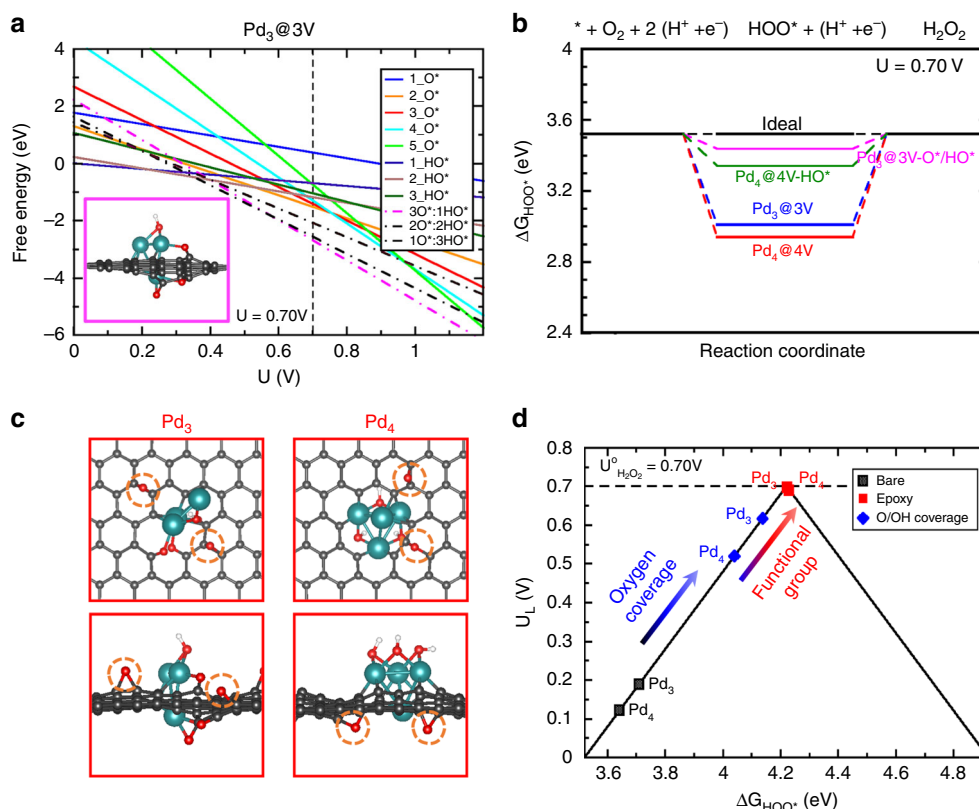 a
Pd₃@3V
Free energy (eV)
4
2
0
−2
−4
−6
0
0.2
0.4
0.6
0.8
1
U (V)
U = 0.70V
1_O*
2_O*
3_O*
4_O*
5_O*
1_HO*
2_HO*
3_HO*
3O*:1HO*
2O*:2HO*
1O*:3HO*
b
* + O₂ + 2 (H⁺ +e⁻) HOO* + (H⁺ +e⁻) H₂O₂
U = 0.70 V
ΔG_HOO* (eV)
4
3.6
3.2
2.8
2.4
Ideal
Pd₃@3V-O*/HO*
Pd₄@4V-HO*
Pd₃@3V
Pd₄@4V
Reaction coordinate
c
Pd₃
Pd₄
d
U_L (V)
0.8
0.7
0.6
0.5
0.4
0.3
0.2
0.1
0
U°_H₂O₂ = 0.70V
Pd₃ Pd₄
Bare
Epoxy
O/OH coverage
Pd₃
Pd₄
Oxygen
coverage
Functional
group
Pd₃
Pd₄
3.6
3.8
4
4.2
4.4
4.6
4.8
ΔG_HOO* (eV)